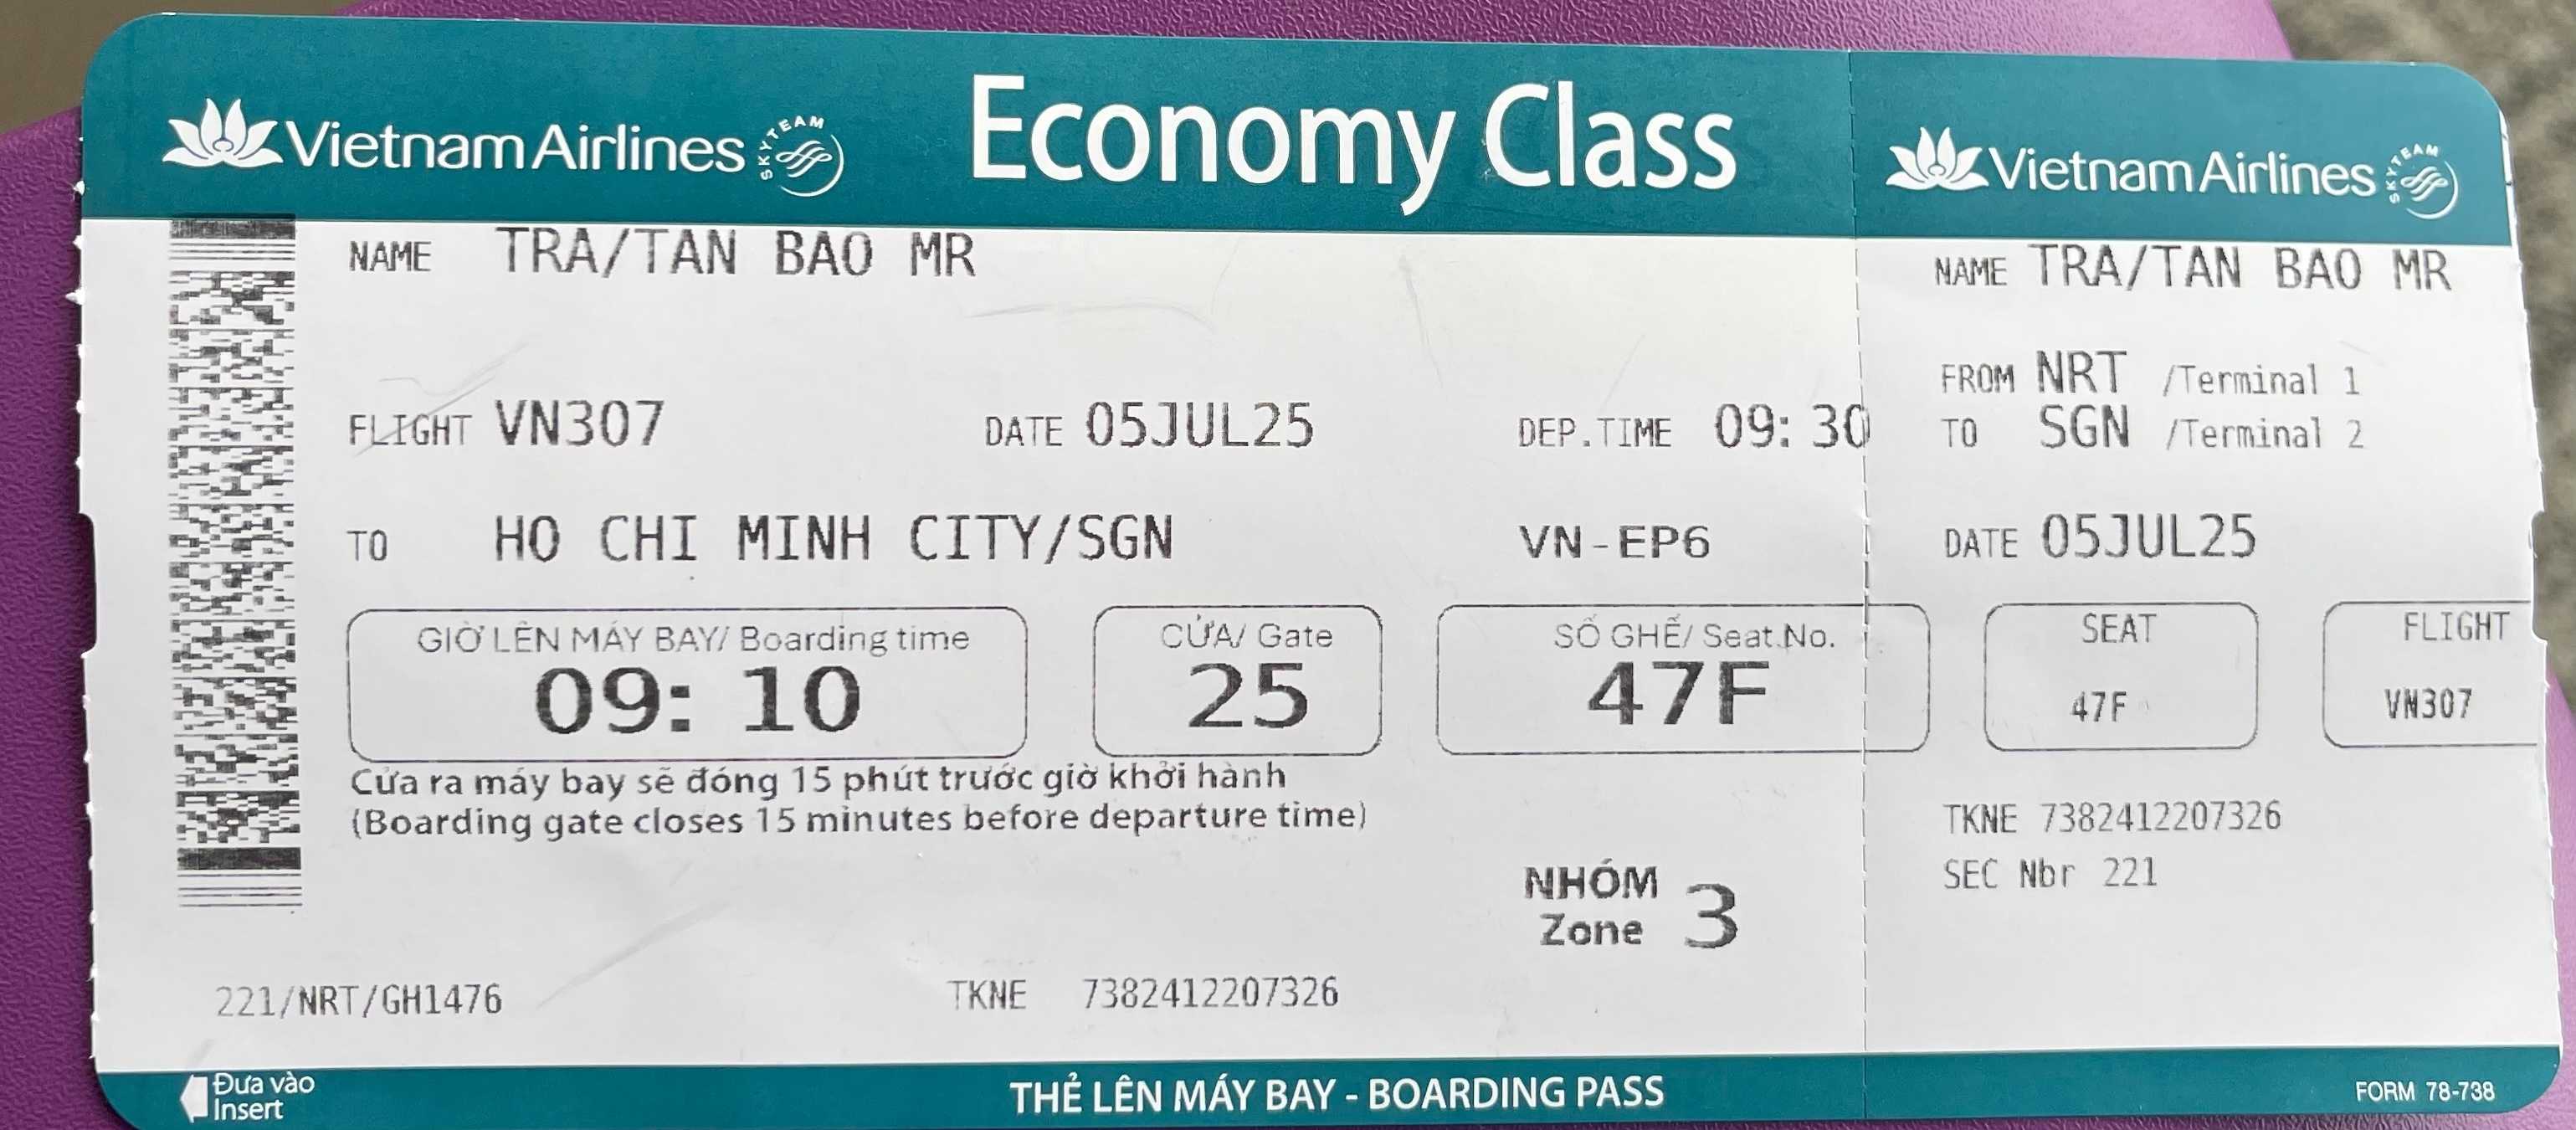 Vietnam Airlines SKYTEAM
Economy Class
NAME TRA/TAN BAO MR
FLIGHT VN307 DATE 05JUL25 DEP.TIME 09: 30
TO HO CHI MINH CITY/SGN VN-EP6
GIỜ LÊN MÁY BAY/ Boarding time CỬA/ Gate SỐ GHẾ/ Seat.No.
09: 10 25 47F
Cửa ra máy bay sẽ đóng 15 phút trước giờ khởi hành
(Boarding gate closes 15 minutes before departure time)
NHÓM
Zone 3
221/NRT/GH1476 TKNE 7382412207326
Đưa vào
Insert
THẺ LÊN MÁY BAY - BOARDING PASS
Vietnam Airlines SKYTEAM
NAME TRA/TAN BAO MR
FROM NRT /Terminal 1
TO SGN /Terminal 2
DATE 05JUL25
SEAT FLIGHT
47F VN307
TKNE 7382412207326
SEC Nbr 221
FORM 78-738